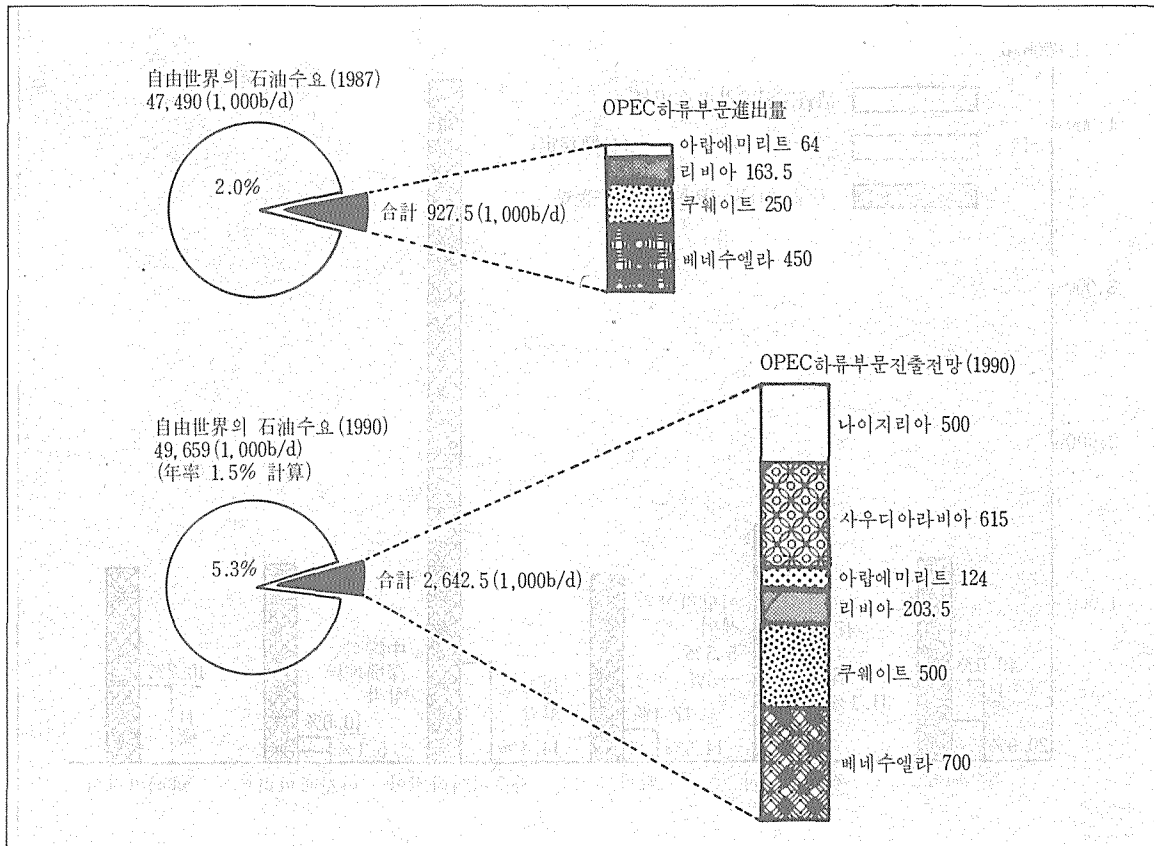 自由世界의 石油수요(1987)
47,490(1,000b/d)
2.0%
合計 927.5(1,000b/d)
OPEC하류부문進出量
아랍에미리트 64
리비아 163.5
쿠웨이트 250
베네수엘라 450
自由世界의 石油수요(1990)
49,659(1,000b/d)
(年率 1.5% 計算)
5.3%
合計 2,642.5(1,000b/d)
OPEC하류부문진출전망(1990)
나이지리아 500
사우디아라비아 615
아랍에미리트 124
리비아 203.5
쿠웨이트 500
베네수엘라 700